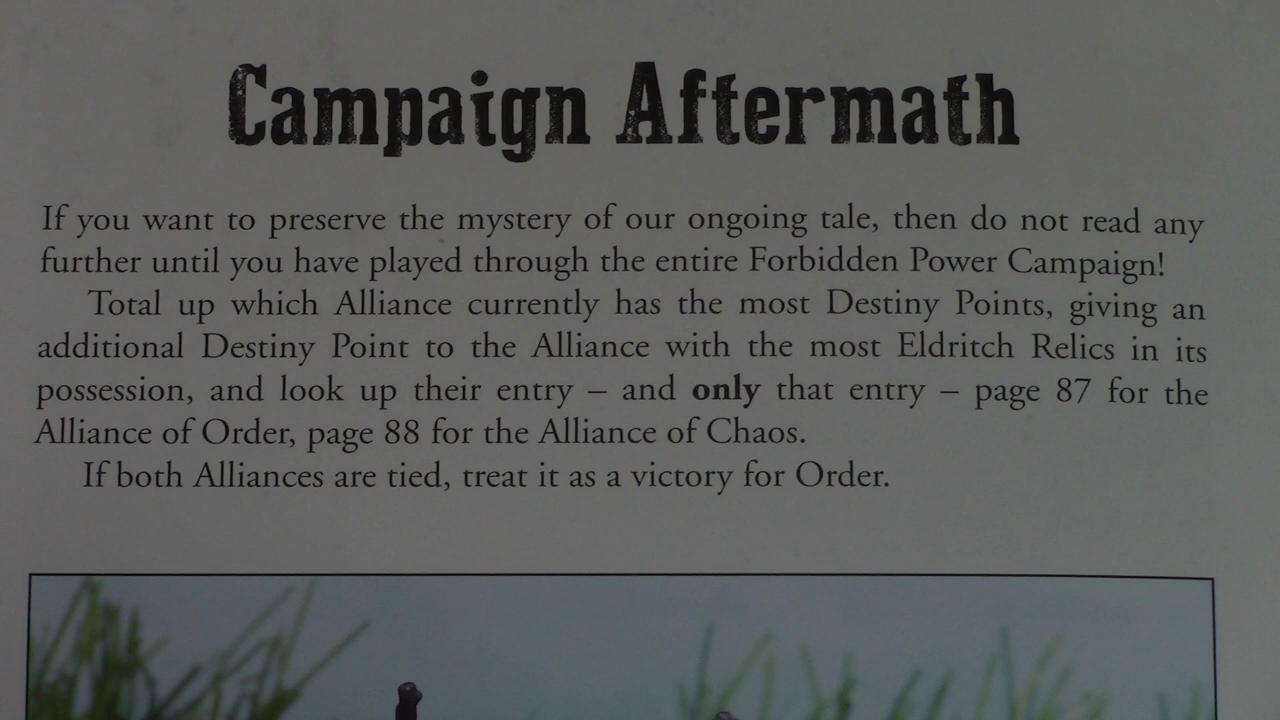 Campaign Aftermath
If you want to preserve the mystery of our ongoing tale, then do not read any
further until you have played through the entire Forbidden Power Campaign!
Total up which Alliance currently has the most Destiny Points, giving an
additional Destiny Point to the Alliance with the most Eldritch Relics in its
possession, and look up their entry – and only that entry – page 87 for the
Alliance of Order, page 88 for the Alliance of Chaos.
If both Alliances are tied, treat it as a victory for Order.